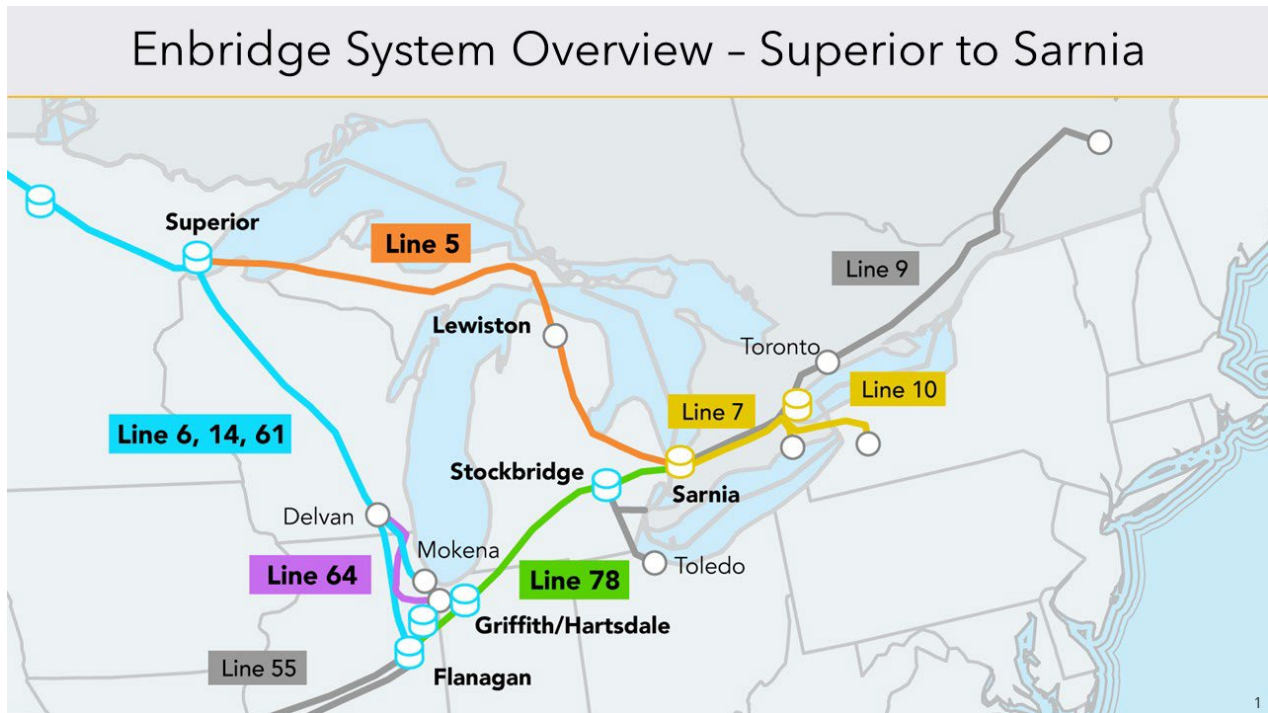 Enbridge System Overview – Superior to Sarnia
Superior
Line 5
Line 9
Lewiston
Toronto
Line 10
Line 7
Line 6, 14, 61
Stockbridge
Sarnia
Delvan
Mokena
Toledo
Line 64
Line 78
Griffith/Hartsdale
Line 55
Flanagan
1